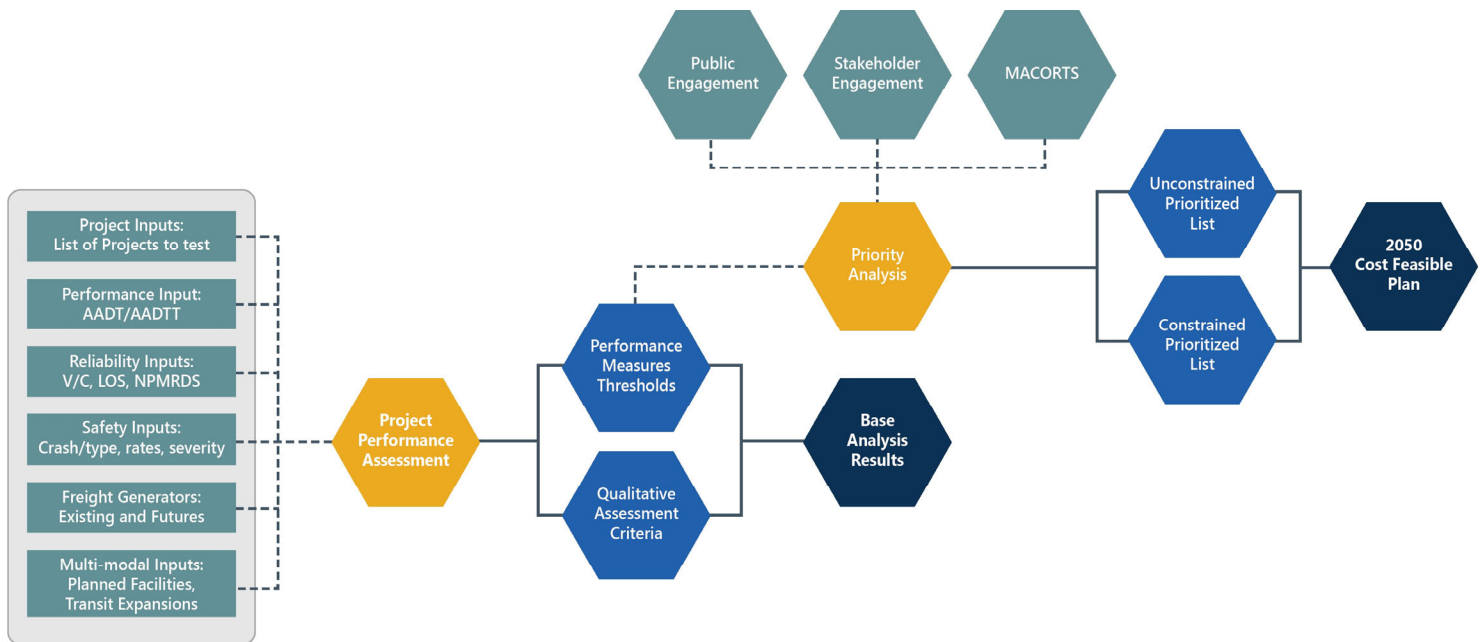 Public
Engagement
Stakeholder
Engagement
MACORTS
Project Inputs:
List of Projects to test
Performance Input:
AADT/AADTT
Reliability Inputs:
V/C, LOS, NPMRDS
Safety Inputs:
Crash/type, rates, severity
Freight Generators:
Existing and Futures
Multi-modal Inputs:
Planned Facilities,
Transit Expansions
Project
Performance
Assessment
Performance
Measures
Thresholds
Qualitative
Assessment
Criteria
Base
Analysis
Results
Priority
Analysis
Unconstrained
Prioritized
List
Constrained
Prioritized
List
2050
Cost Feasible
Plan